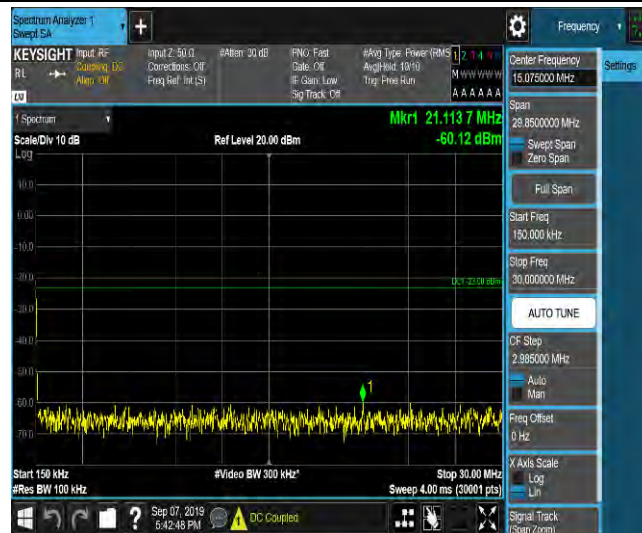 Spectrum Analyzer 1
Swept SA
+
Frequency
KEYSIGHT
Input: RF
Coupling: DC
Align: Off
Input Z: 50 Ω
Corrections: Off
Freq Ref: Int (S)
#Atten: 30 dB
PNO: Fast
Gate: Off
IF Gain: Low
Sig Track: Off
#Avg Type: Power (RMS
Avg|Hold: 10/10
Trig: Free Run
1 2 3 4 5 6
M W W W W W
A A A A A A
RL
LXI
Center Frequency
15.075000 MHz
Settings
Span
29.8500000 MHz
Swept Span
Zero Span
Full Span
Start Freq
150.000 kHz
Stop Freq
30.000000 MHz
AUTO TUNE
CF Step
2.985000 MHz
Auto
Man
Freq Offset
0 Hz
X Axis Scale
Log
Lin
Signal Track
(Span Zoom)
1 Spectrum
Scale/Div 10 dB
Ref Level 20.00 dBm
Mkr1 21.113 7 MHz
-60.12 dBm
Log
10.0
0.00
-10.0
-20.0
-30.0
-40.0
-50.0
-60.0
-70.0
DL1 -23.00 dBm
1
Start 150 kHz
#Video BW 300 kHz*
Stop 30.00 MHz
#Res BW 100 kHz
Sweep 4.00 ms (30001 pts)
?
Sep 07, 2019
5:42:48 PM
DC Coupled